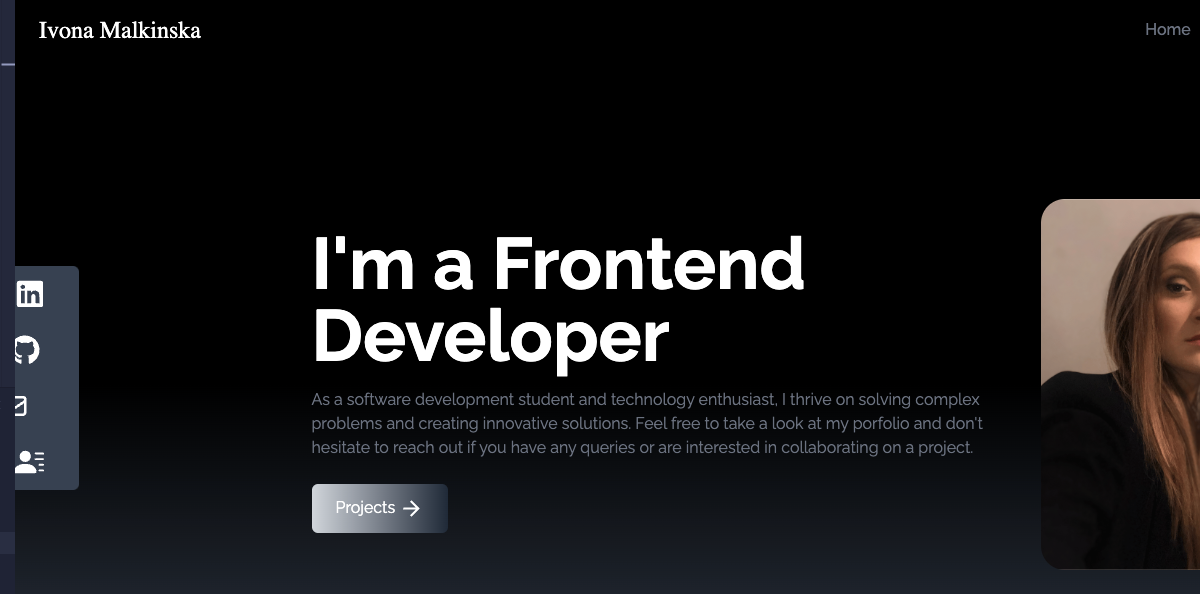 Ivona Malkinska
Home
I'm a Frontend
Developer
As a software development student and technology enthusiast, I thrive on solving complex
problems and creating innovative solutions. Feel free to take a look at my porfolio and don't
hesitate to reach out if you have any queries or are interested in collaborating on a project.
Projects
in